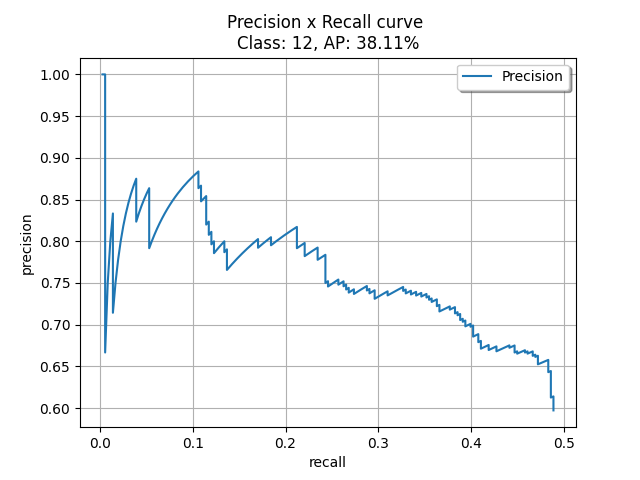 Precision x Recall curve
Class: 12, AP: 38.11%
Precision
1.00
0.95
0.90
0.85
0.80
0.75
0.70
0.65
0.60
precision
0.0 0.1 0.2 0.3 0.4 0.5
recall